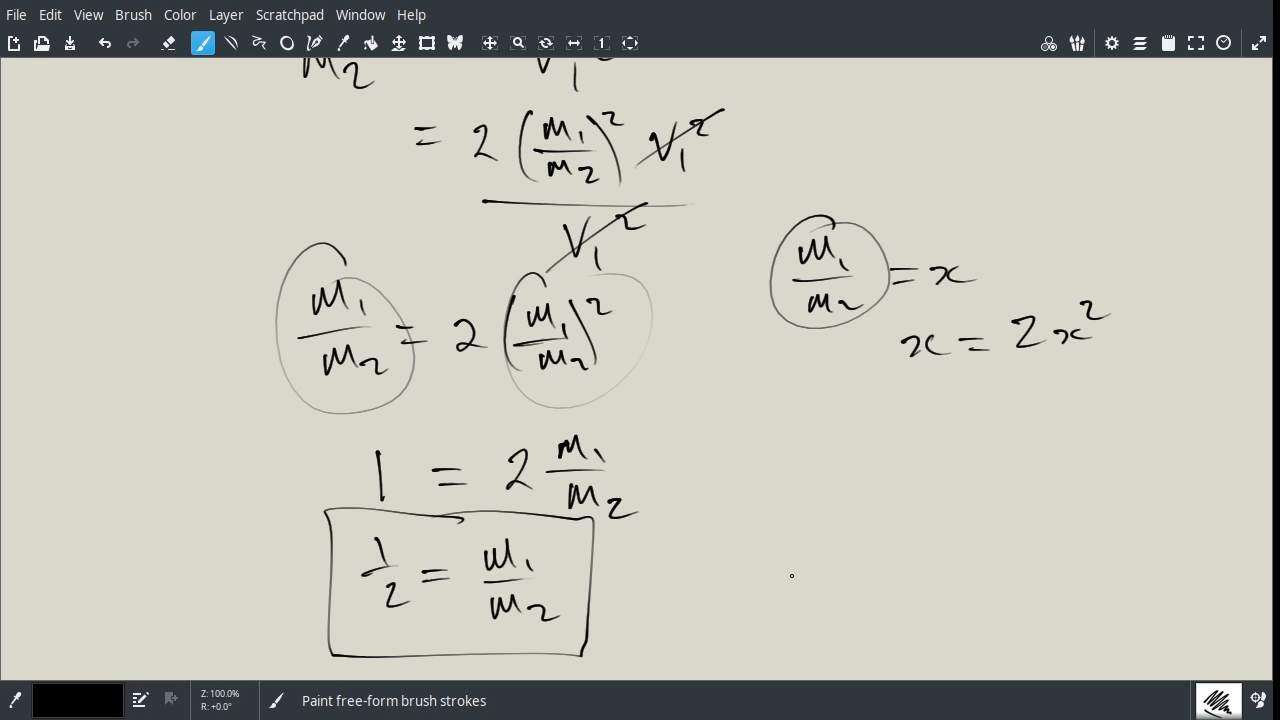 File Edit View Brush Color Layer Scratchpad Window Help
m2 v1²
= 2 (m1/m2)² v1²
v1²
m1/m2 = 2 (m1/m2)²
m1/m2 = x
x = 2x²
1 = 2 m1/m2
1/2 = m1/m2
Z: 100.0%
R: +0.0°
Paint free-form brush strokes